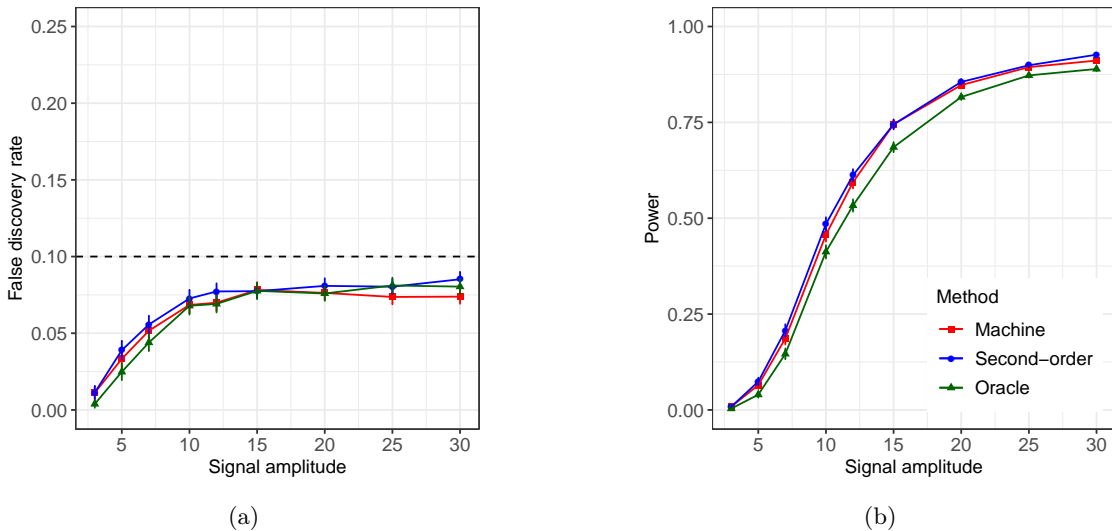 0.25
0.20
0.15
0.10
0.05
0.00
False discovery rate
5 10 15 20 25 30
Signal amplitude
(a)
1.00
0.75
0.50
0.25
0.00
Power
Method
Machine
Second−order
Oracle
5 10 15 20 25 30
Signal amplitude
(b)